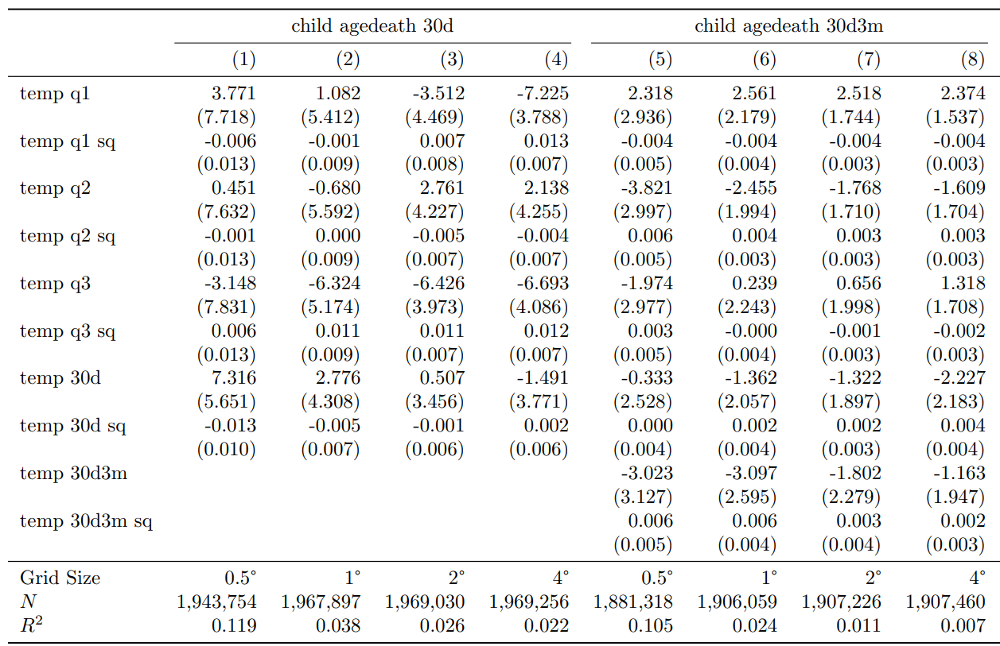 child agedeath 30d child agedeath 30d3m
(1) (2) (3) (4) (5) (6) (7) (8)
temp q1 3.771 1.082 -3.512 -7.225 2.318 2.561 2.518 2.374
(7.718) (5.412) (4.469) (3.788) (2.936) (2.179) (1.744) (1.537)
temp q1 sq -0.006 -0.001 0.007 0.013 -0.004 -0.004 -0.004 -0.004
(0.013) (0.009) (0.008) (0.007) (0.005) (0.004) (0.003) (0.003)
temp q2 0.451 -0.680 2.761 2.138 -3.821 -2.455 -1.768 -1.609
(7.632) (5.592) (4.227) (4.255) (2.997) (1.994) (1.710) (1.704)
temp q2 sq -0.001 0.000 -0.005 -0.004 0.006 0.004 0.003 0.003
(0.013) (0.009) (0.007) (0.007) (0.005) (0.003) (0.003) (0.003)
temp q3 -3.148 -6.324 -6.426 -6.693 -1.974 0.239 0.656 1.318
(7.831) (5.174) (3.973) (4.086) (2.977) (2.243) (1.998) (1.708)
temp q3 sq 0.006 0.011 0.011 0.012 0.003 -0.000 -0.001 -0.002
(0.013) (0.009) (0.007) (0.007) (0.005) (0.004) (0.003) (0.003)
temp 30d 7.316 2.776 0.507 -1.491 -0.333 -1.362 -1.322 -2.227
(5.651) (4.308) (3.456) (3.771) (2.528) (2.057) (1.897) (2.183)
temp 30d sq -0.013 -0.005 -0.001 0.002 0.000 0.002 0.002 0.004
(0.010) (0.007) (0.006) (0.006) (0.004) (0.004) (0.003) (0.004)
temp 30d3m -3.023 -3.097 -1.802 -1.163
(3.127) (2.595) (2.279) (1.947)
temp 30d3m sq 0.006 0.006 0.003 0.002
(0.005) (0.004) (0.004) (0.003)
Grid Size 0.5° 1° 2° 4° 0.5° 1° 2° 4°
N 1,943,754 1,967,897 1,969,030 1,969,256 1,881,318 1,906,059 1,907,226 1,907,460
R² 0.119 0.038 0.026 0.022 0.105 0.024 0.011 0.007